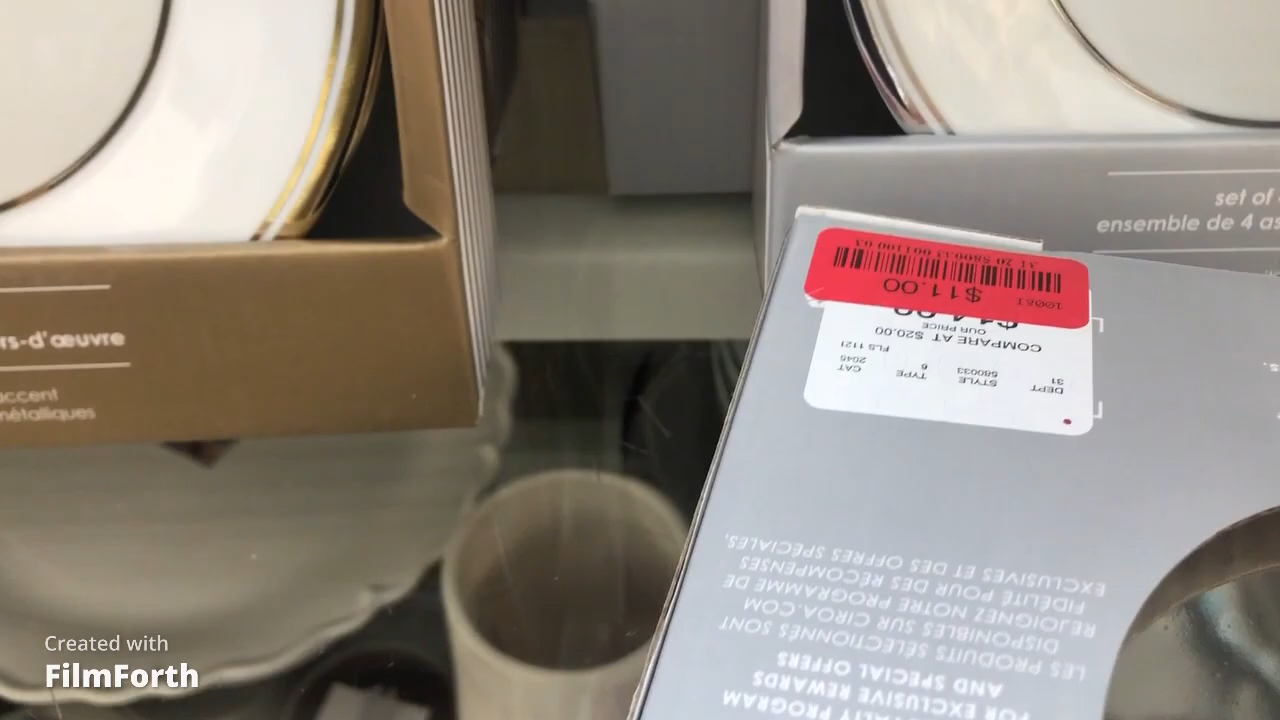 rs-d'œuvre
accent
métalliques
set of
ensemble de 4 as
$11.00
OUR PRICE
COMPARE AT $20.00
FLS 1121
DEPT STYLE TYPE CAT
31 580033 6 2045
FOR EXCLUSIVE REWARDS
AND SPECIAL OFFERS
LES PRODUITS SÉLECTIONNÉS SONT
DISPONIBLES SUR CIROA.COM
REJOIGNEZ NOTRE PROGRAMME DE
FIDÉLITÉ POUR DES RÉCOMPENSES
EXCLUSIVES ET DES OFFRES SPÉCIALES.
Created with
FilmForth